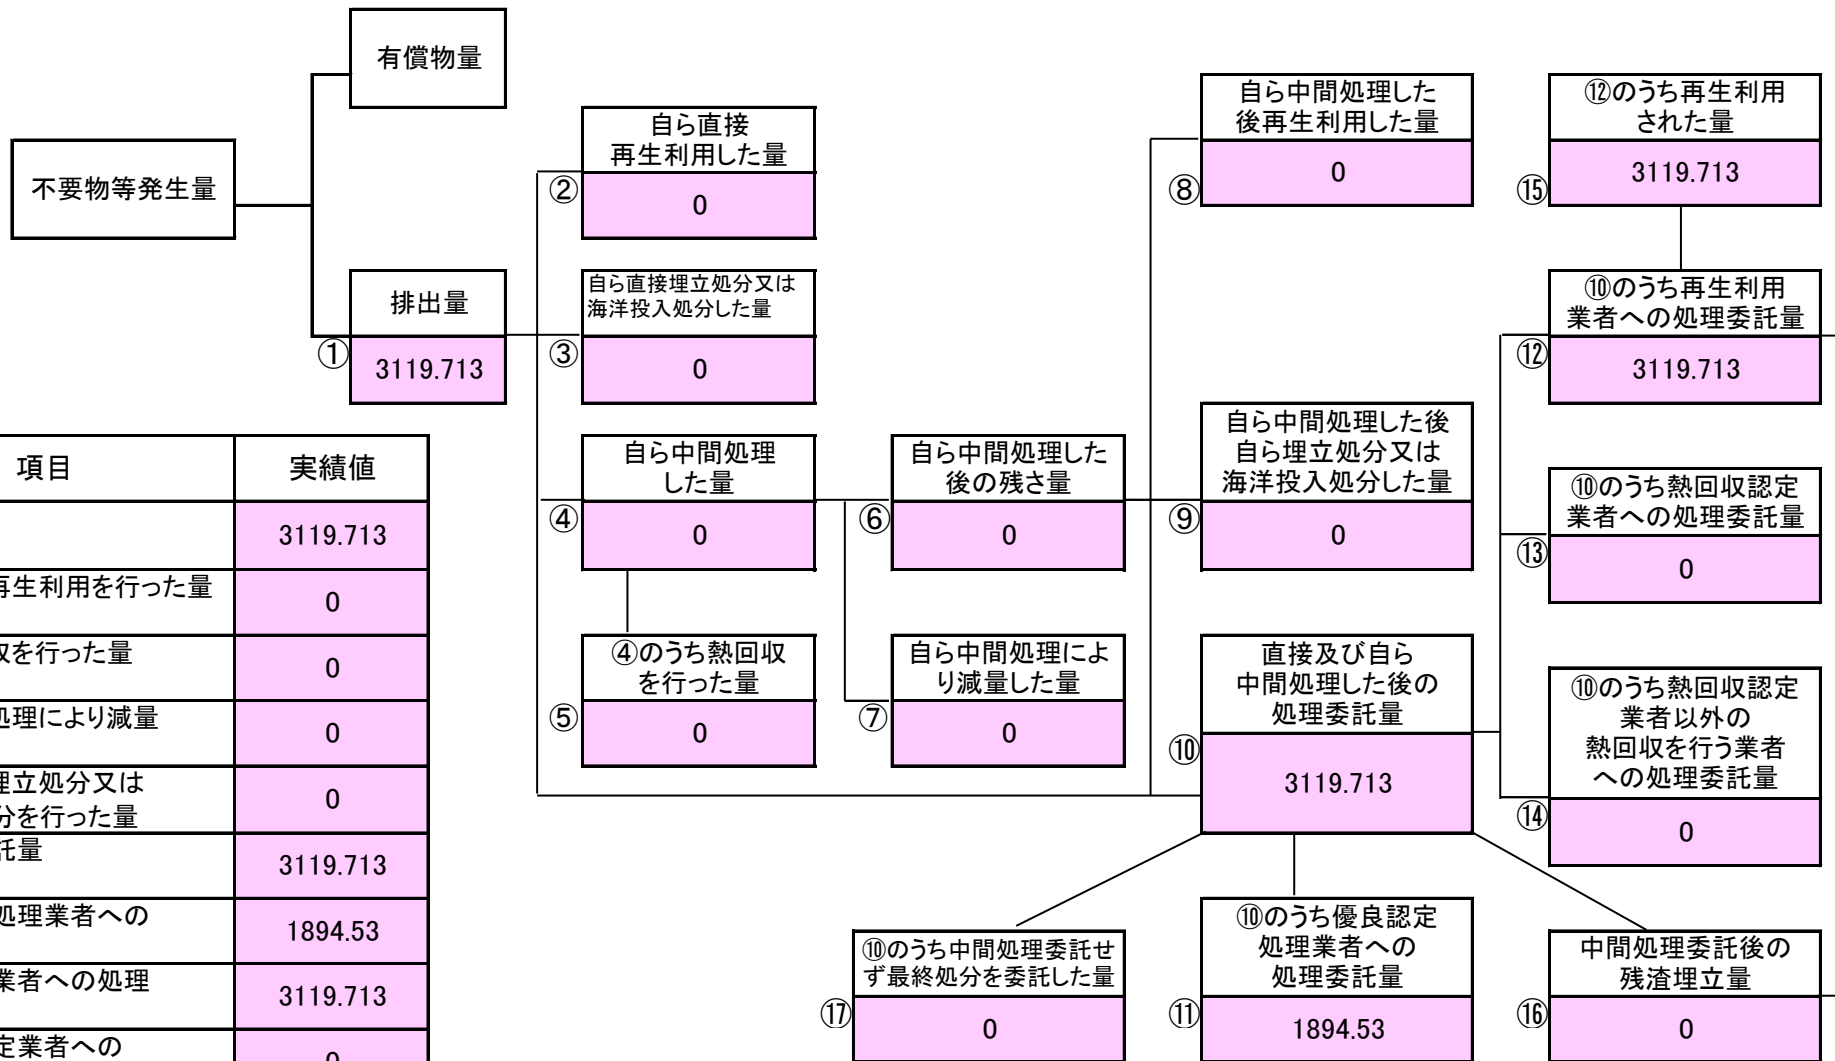 有償物量
不要物等発生量
排出量
①
3119.713
自ら直接
再生利用した量
②
0
自ら直接埋立処分又は
海洋投入処分した量
③
0
自ら中間処理
した量
④
0
④のうち熱回収
を行った量
⑤
0
自ら中間処理した
後の残さ量
⑥
0
自ら中間処理によ
り減量した量
⑦
0
自ら中間処理した
後再生利用した量
⑧
0
自ら中間処理した後
自ら埋立処分又は
海洋投入処分した量
⑨
0
直接及び自ら
中間処理した後の
処理委託量
⑩
3119.713
⑫のうち再生利用
された量
⑮
3119.713
⑩のうち再生利用
業者への処理委託量
⑫
3119.713
⑩のうち熱回収認定
業者への処理委託量
⑬
0
⑩のうち熱回収認定
業者以外の
熱回収を行う業者
への処理委託量
⑭
0
⑩のうち中間処理委託せ
ず最終処分を委託した量
⑰
0
⑩のうち優良認定
処理業者への
処理委託量
⑪
1894.53
中間処理委託後の
残渣埋立量
⑯
0
項目 実績値
3119.713
再生利用を行った量 0
を行った量 0
処理により減量 0
埋立処分又は
を行った量 0
託量 3119.713
処理業者への 1894.53
業者への処理 3119.713
定業者への 0